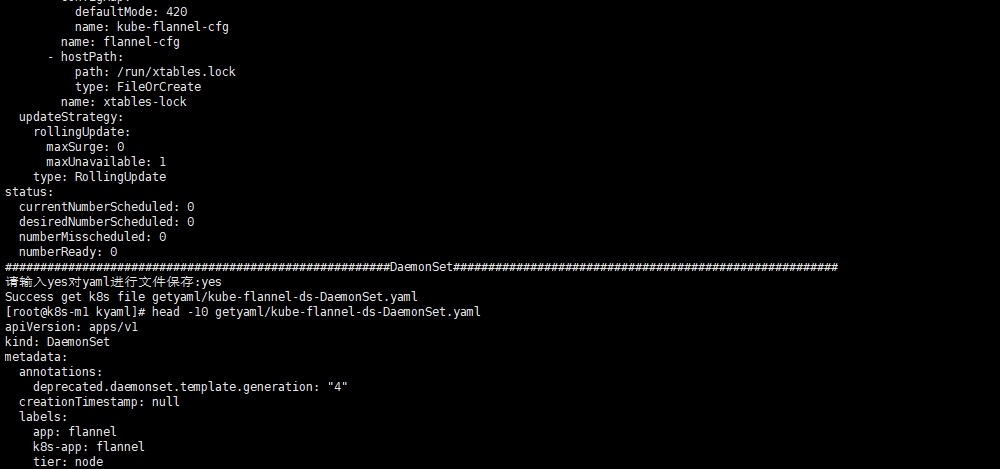 defaultMode: 420
name: kube-flannel-cfg
name: flannel-cfg
- hostPath:
path: /run/xtables.lock
type: FileOrCreate
name: xtables-lock
updateStrategy:
rollingUpdate:
maxSurge: 0
maxUnavailable: 1
type: RollingUpdate
status:
currentNumberScheduled: 0
desiredNumberScheduled: 0
numberMisscheduled: 0
numberReady: 0
#######################################################DaemonSet#######################################################
请输入yes对yaml进行文件保存:yes
Success get k8s file getyaml/kube-flannel-ds-DaemonSet.yaml
[root@k8s-m1 kyaml]# head -10 getyaml/kube-flannel-ds-DaemonSet.yaml
apiVersion: apps/v1
kind: DaemonSet
metadata:
annotations:
deprecated.daemonset.template.generation: "4"
creationTimestamp: null
labels:
app: flannel
k8s-app: flannel
tier: node